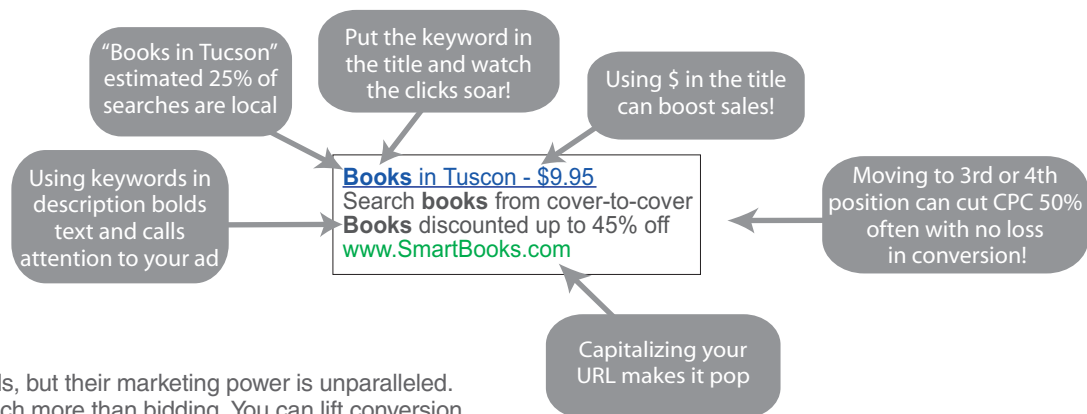 "Books in Tucson"
estimated 25% of
searches are local
Put the keyword in
the title and watch
the clicks soar!
Using $ in the title
can boost sales!
Using keywords in
description bolds
text and calls
attention to your ad
Books in Tuscon - $9.95
Search books from cover-to-cover
Books discounted up to 45% off
www.SmartBooks.com
Moving to 3rd or 4th
position can cut CPC 50%
often with no loss
in conversion!
Capitalizing your
URL makes it pop
but their marketing power is unparalleled.
more than bidding. You can lift conversion